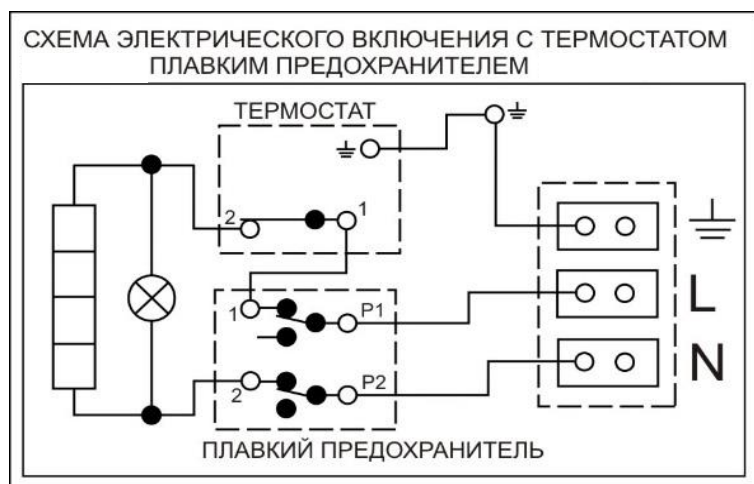 СХЕМА ЭЛЕКТРИЧЕСКОГО ВКЛЮЧЕНИЯ С ТЕРМОСТАТОМ
ПЛАВКИМ ПРЕДОХРАНИТЕЛЕМ
ТЕРМОСТАТ
2
1
1
P1
L
2
P2
N
ПЛАВКИЙ ПРЕДОХРАНИТЕЛЬ